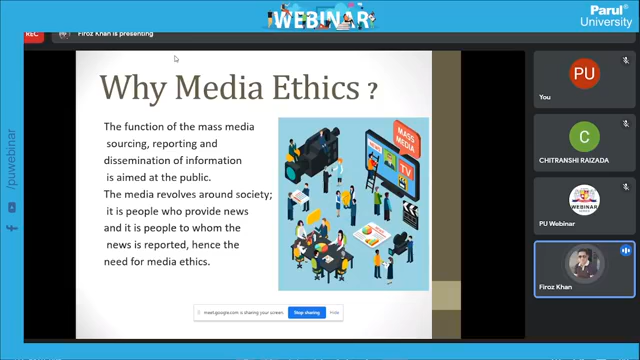 WEBINAR
Parul®
University
REC
Firoz Khan is presenting
Why Media Ethics ?
The function of the mass media
sourcing, reporting and
dissemination of information
is aimed at the public.
The media revolves around society;
it is people who provide news
and it is people to whom the
news is reported, hence the
need for media ethics.
MASS
MEDIA
NEWS
TV
meet.google.com is sharing your screen.
Stop sharing
Hide
PU
You
C
CHITRANSHI RAIZADA
WEBINAR
PU Webinar
Firoz Khan
/puwebinar